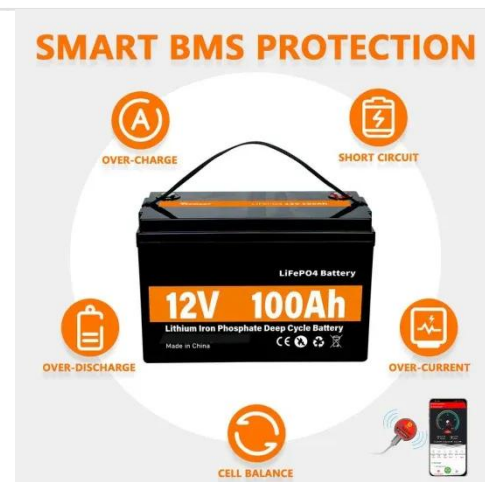 SMART BMS PROTECTION
OVER-CHARGE
SHORT CIRCUIT
LiFePO4 Battery
12V 100Ah
Lithium Iron Phosphate Deep Cycle Battery
Made in China
CE
OVER-DISCHARGE
OVER-CURRENT
CELL BALANCE